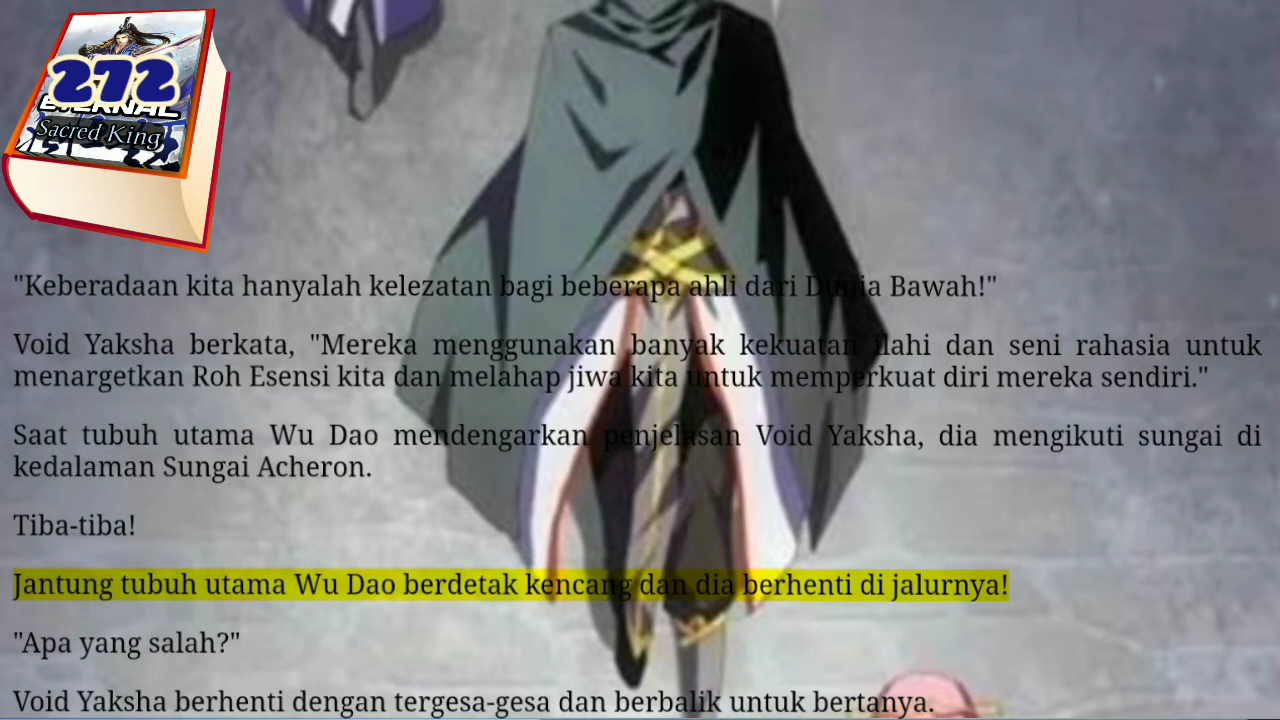 272
ETERNAL
Sacred King
"Keberadaan kita hanyalah kelezatan bagi beberapa ahli dari Dunia Bawah!"
Void Yaksha berkata, "Mereka menggunakan banyak kekuatan ilahi dan seni rahasia untuk
menargetkan Roh Esensi kita dan melahap jiwa kita untuk memperkuat diri mereka sendiri."
Saat tubuh utama Wu Dao mendengarkan penjelasan Void Yaksha, dia mengikuti sungai di
kedalaman Sungai Acheron.
Tiba-tiba!
Jantung tubuh utama Wu Dao berdetak kencang dan dia berhenti di jalurnya!
"Apa yang salah?"
Void Yaksha berhenti dengan tergesa-gesa dan berbalik untuk bertanya.